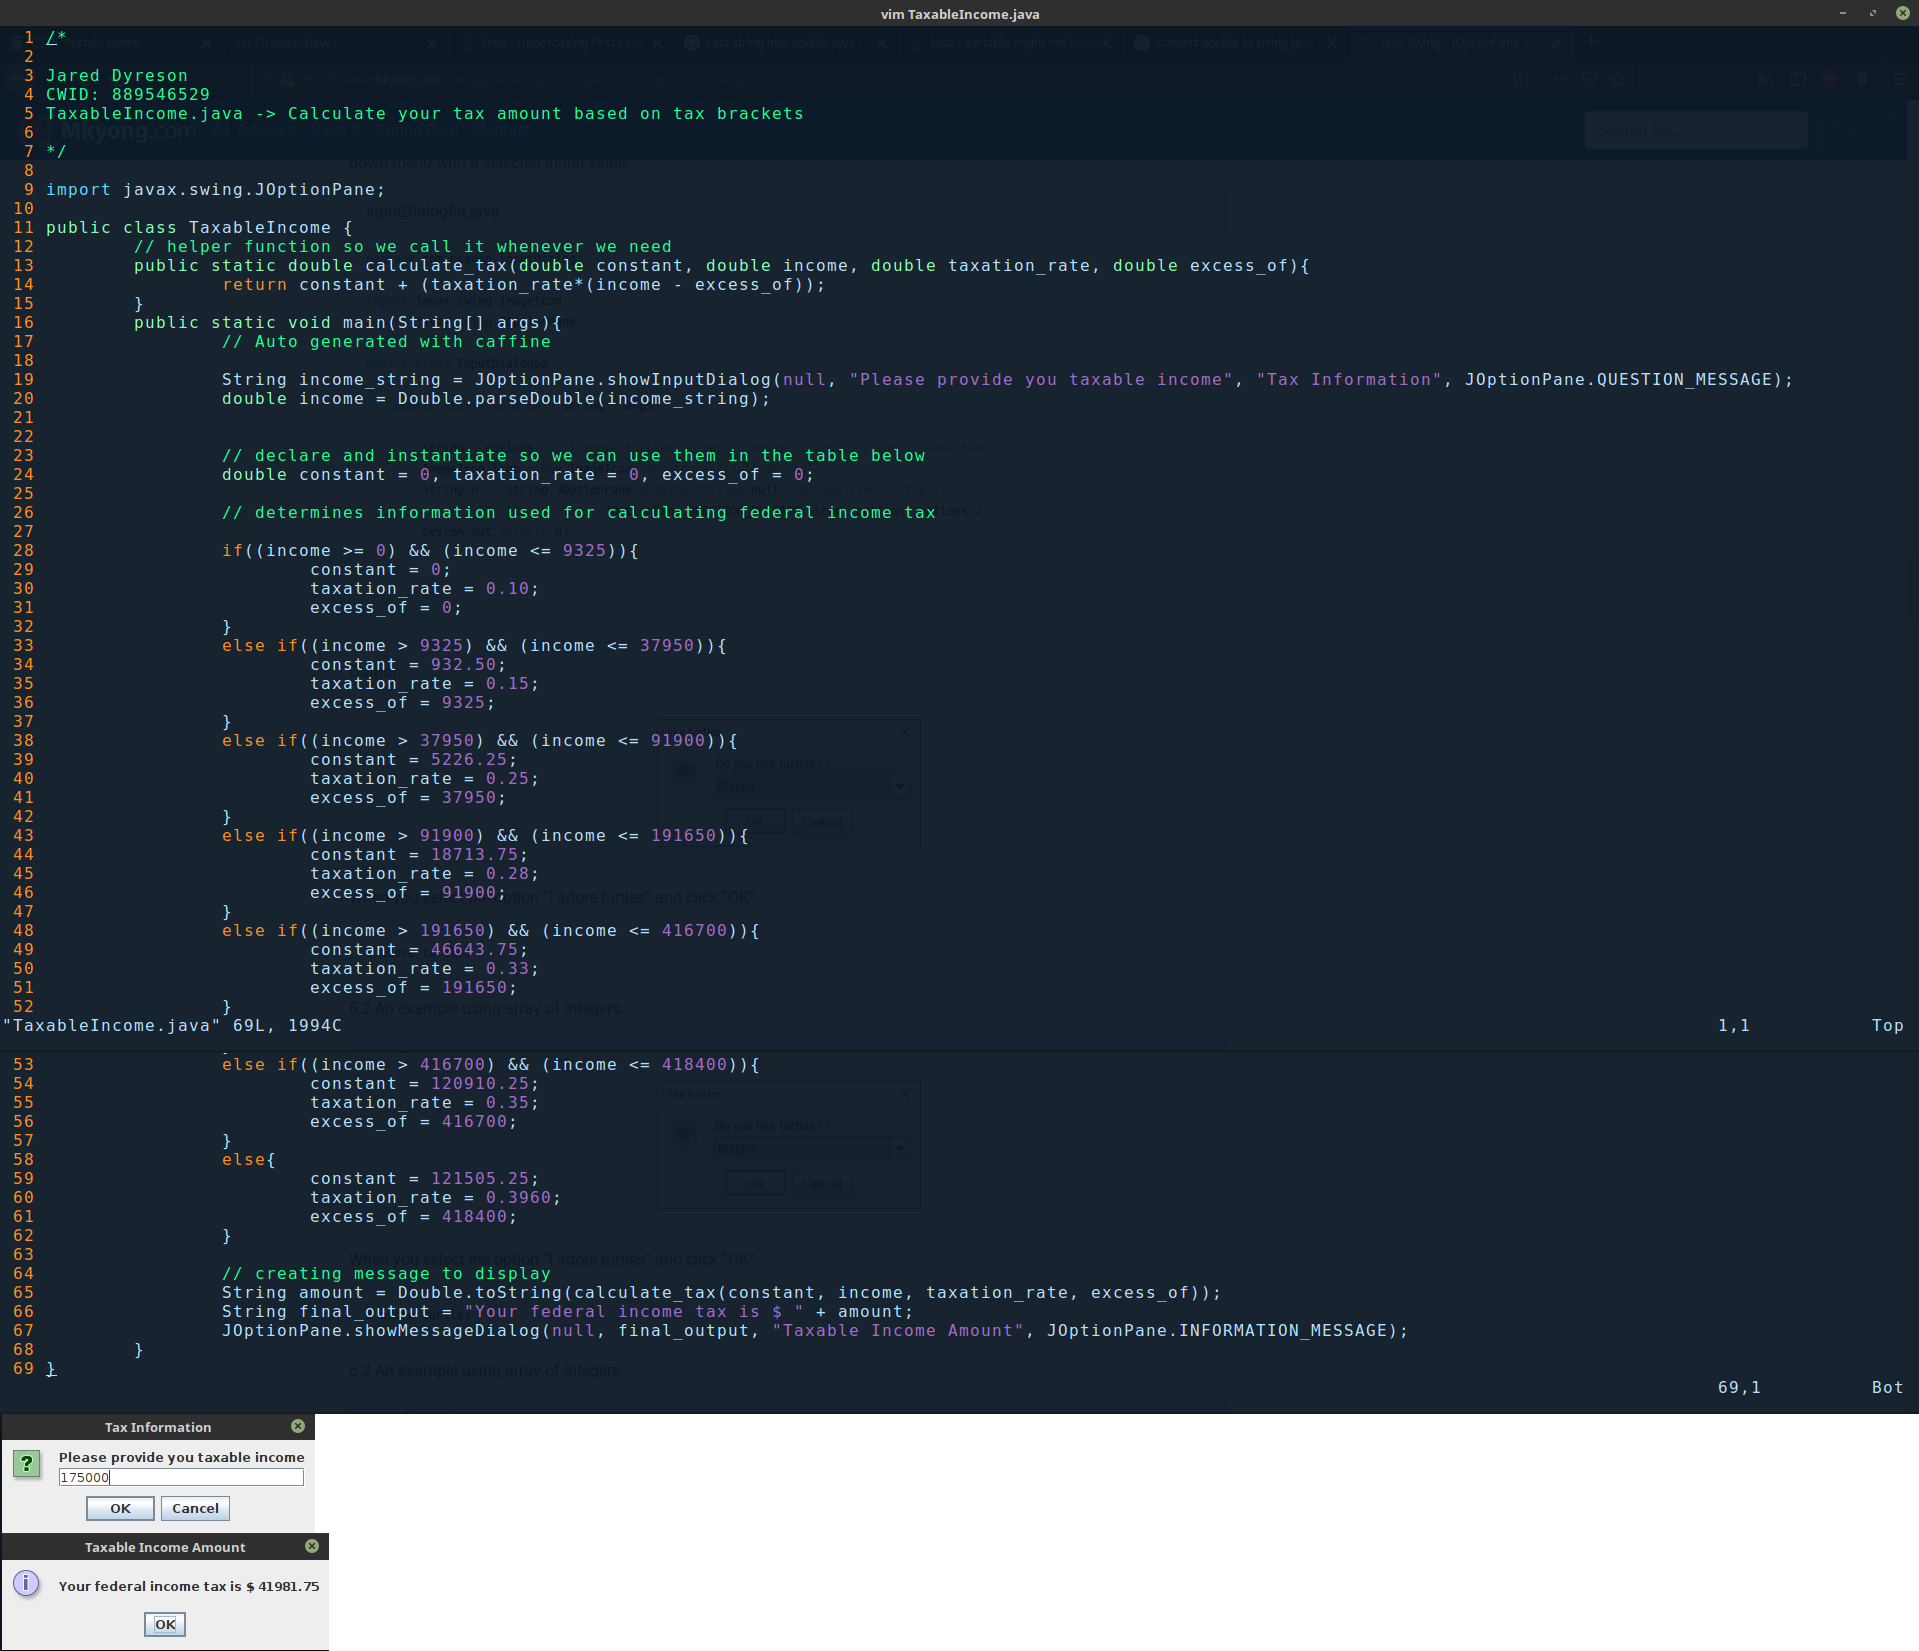 vim TaxableIncome.java
1 /*
2
3 Jared Dyreson
4 CWID: 889546529
5 TaxableIncome.java -> Calculate your tax amount based on tax brackets
6
7 */
8
9 import javax.swing.JOptionPane;
10
11 public class TaxableIncome {
12 // helper function so we call it whenever we need
13 public static double calculate_tax(double constant, double income, double taxation_rate, double excess_of){
14 return constant + (taxation_rate*(income - excess_of));
15 }
16 public static void main(String[] args){
17 // Auto generated with caffine
18
19 String income_string = JOptionPane.showInputDialog(null, "Please provide you taxable income", "Tax Information", JOptionPane.QUESTION_MESSAGE);
20 double income = Double.parseDouble(income_string);
21
22
23 // declare and instantiate so we can use them in the table below
24 double constant = 0, taxation_rate = 0, excess_of = 0;
25
26 // determines information used for calculating federal income tax
27
28 if((income >= 0) && (income <= 9325)){
29 constant = 0;
30 taxation_rate = 0.10;
31 excess_of = 0;
32 }
33 else if((income > 9325) && (income <= 37950)){
34 constant = 932.50;
35 taxation_rate = 0.15;
36 excess_of = 9325;
37 }
38 else if((income > 37950) && (income <= 91900)){
39 constant = 5226.25;
40 taxation_rate = 0.25;
41 excess_of = 37950;
42 }
43 else if((income > 91900) && (income <= 191650)){
44 constant = 18713.75;
45 taxation_rate = 0.28;
46 excess_of = 91900;
47 }
48 else if((income > 191650) && (income <= 416700)){
49 constant = 46643.75;
50 taxation_rate = 0.33;
51 excess_of = 191650;
52 }
"TaxableIncome.java" 69L, 1994C 1,1 Top
53 else if((income > 416700) && (income <= 418400)){
54 constant = 120910.25;
55 taxation_rate = 0.35;
56 excess_of = 416700;
57 }
58 else{
59 constant = 121505.25;
60 taxation_rate = 0.3960;
61 excess_of = 418400;
62 }
63
64 // creating message to display
65 String amount = Double.toString(calculate_tax(constant, income, taxation_rate, excess_of));
66 String final_output = "Your federal income tax is $ " + amount;
67 JOptionPane.showMessageDialog(null, final_output, "Taxable Income Amount", JOptionPane.INFORMATION_MESSAGE);
68 }
69 }
69,1 Bot
Tax Information
Please provide you taxable income
175000
OK Cancel
Taxable Income Amount
Your federal income tax is $ 41981.75
OK